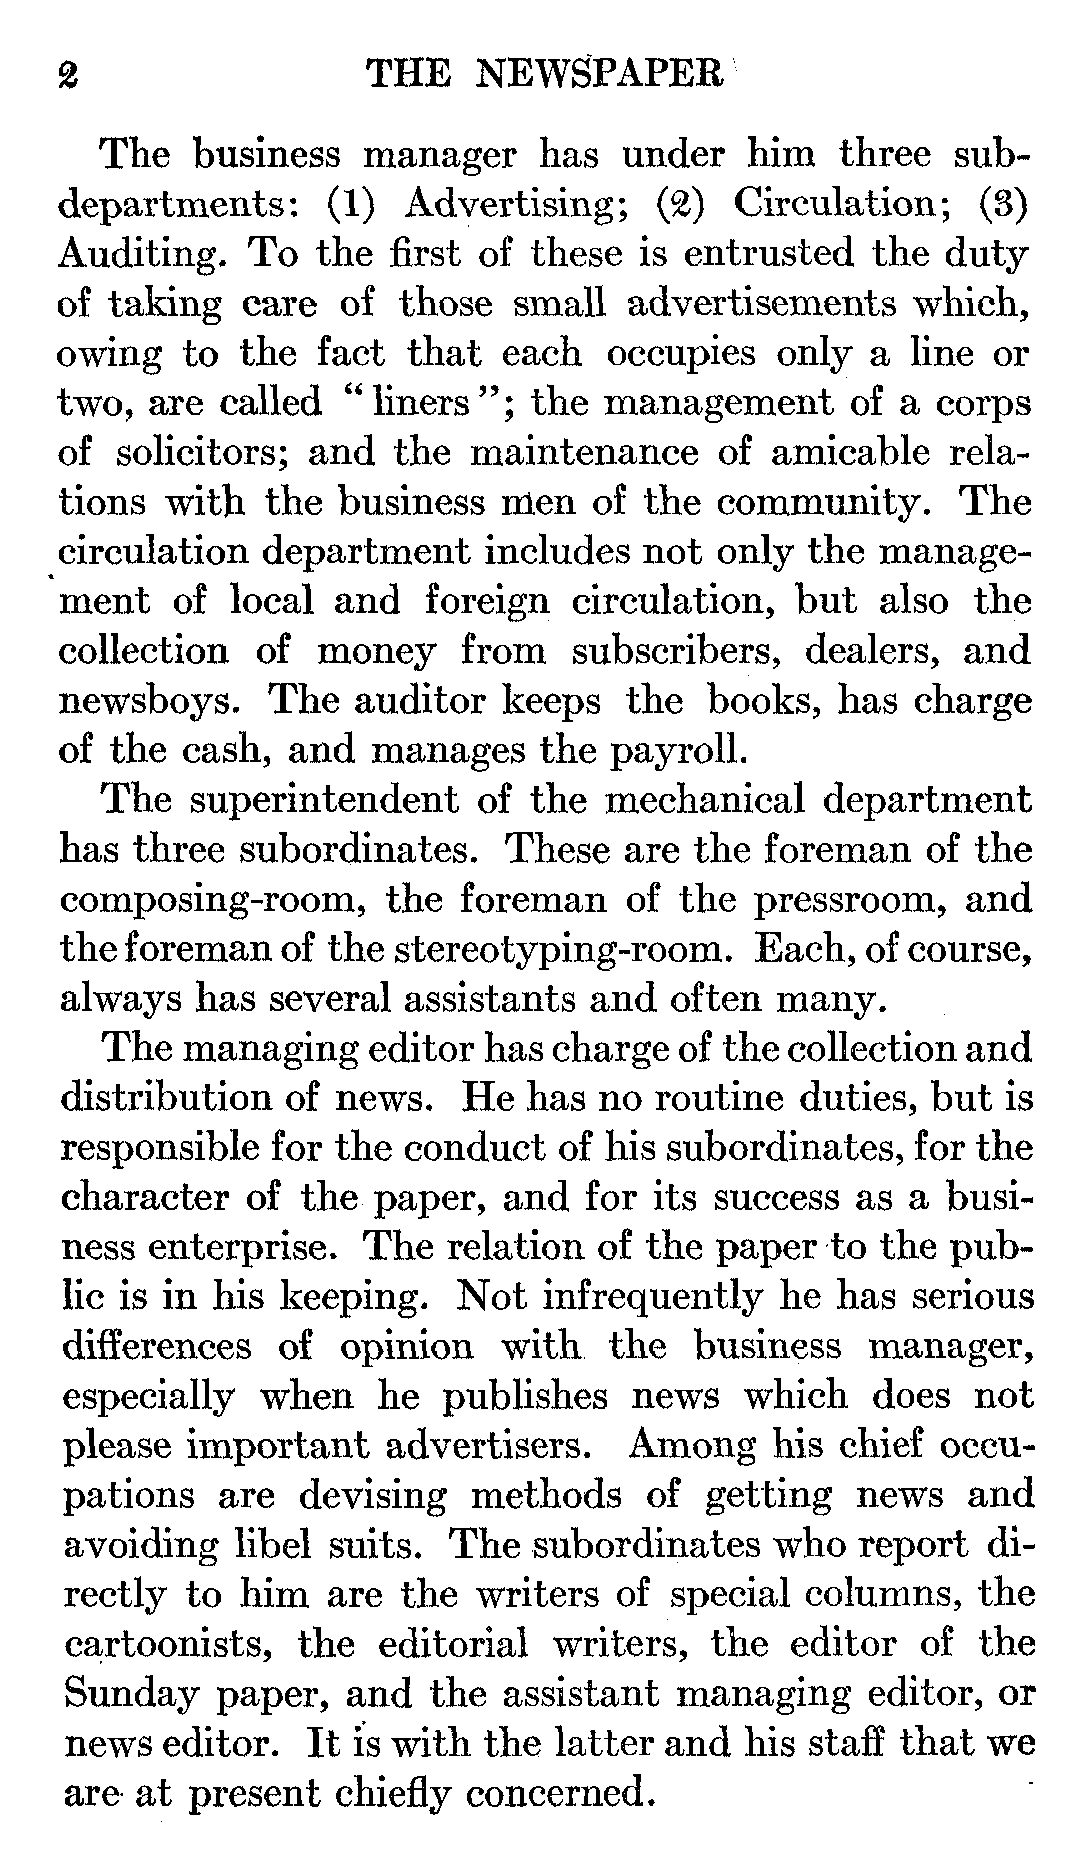 2 THE NEWSPAPER
The business manager has under him three sub-
departments: (1) Advertising; (2) Circulation; (3)
Auditing. To the first of these is entrusted the duty
of taking care of those small advertisements which,
owing to the fact that each occupies only a line or
two, are called “liners”; the management of a corps
of solicitors; and the maintenance of amicable rela-
tions with the business men of the community. The
circulation department includes not only the manage-
ment of local and foreign circulation, but also the
collection of money from subscribers, dealers, and
newsboys. The auditor keeps the books, has charge
of the cash, and manages the payroll.
The superintendent of the mechanical department
has three subordinates. These are the foreman of the
composing-room, the foreman of the pressroom, and
the foreman of the stereotyping-room. Each, of course,
always has several assistants and often many.
The managing editor has charge of the collection and
distribution of news. He has no routine duties, but is
responsible for the conduct of his subordinates, for the
character of the paper, and for its success as a busi-
ness enterprise. The relation of the paper to the pub-
lic is in his keeping. Not infrequently he has serious
differences of opinion with the business manager,
especially when he publishes news which does not
please important advertisers. Among his chief occu-
pations are devising methods of getting news and
avoiding libel suits. The subordinates who report di-
rectly to him are the writers of special columns, the
cartoonists, the editorial writers, the editor of the
Sunday paper, and the assistant managing editor, or
news editor. It is with the latter and his staff that we
are at present chiefly concerned.